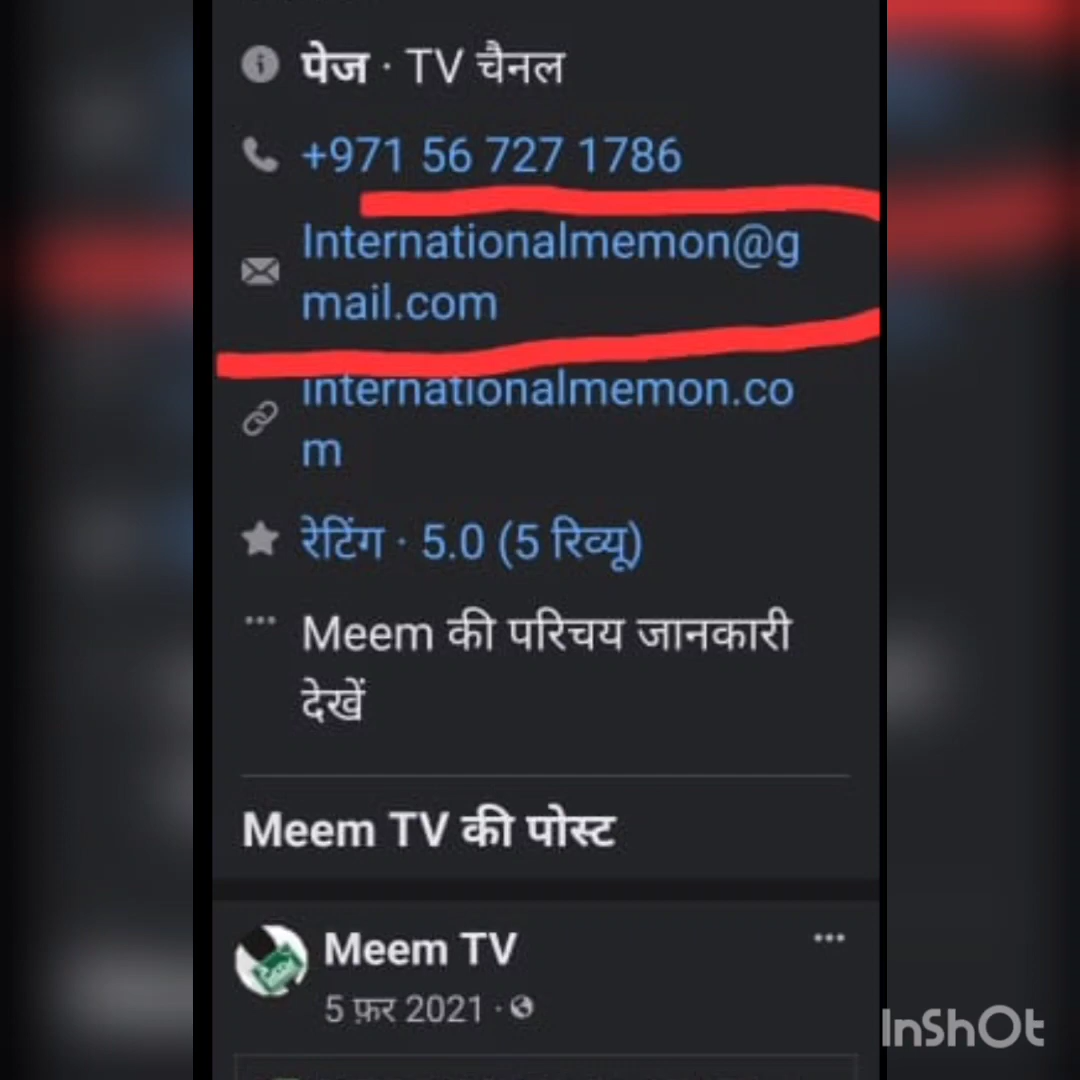 पेज · TV चैनल
+971 56 727 1786
Internationalmemon@g
mail.com
internationalmemon.co
m
रेटिंग · 5.0 (5 रिव्यू)
Meem की परिचय जानकारी
देखें
Meem TV की पोस्ट
Meem TV
5 फ़र 2021 ·
InShOt